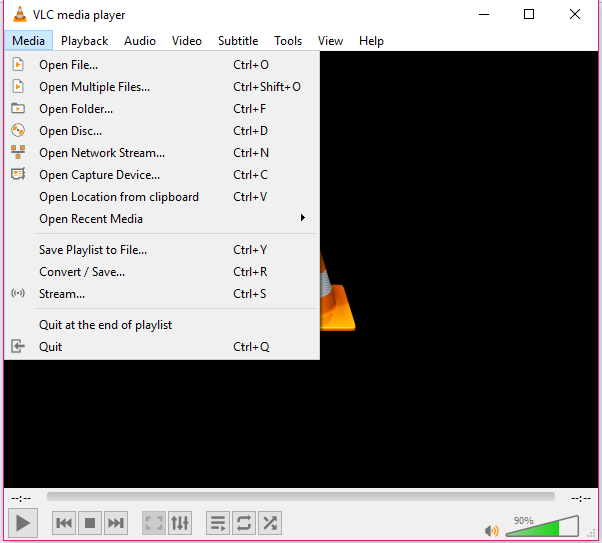 VLC media player
Media Playback Audio Video Subtitle Tools View Help
Open File... Ctrl+O
Open Multiple Files... Ctrl+Shift+O
Open Folder... Ctrl+F
Open Disc... Ctrl+D
Open Network Stream... Ctrl+N
Open Capture Device... Ctrl+C
Open Location from clipboard Ctrl+V
Open Recent Media
Save Playlist to File... Ctrl+Y
Convert / Save... Ctrl+R
Stream... Ctrl+S
Quit at the end of playlist
Quit Ctrl+Q
--:-- --:--
90%